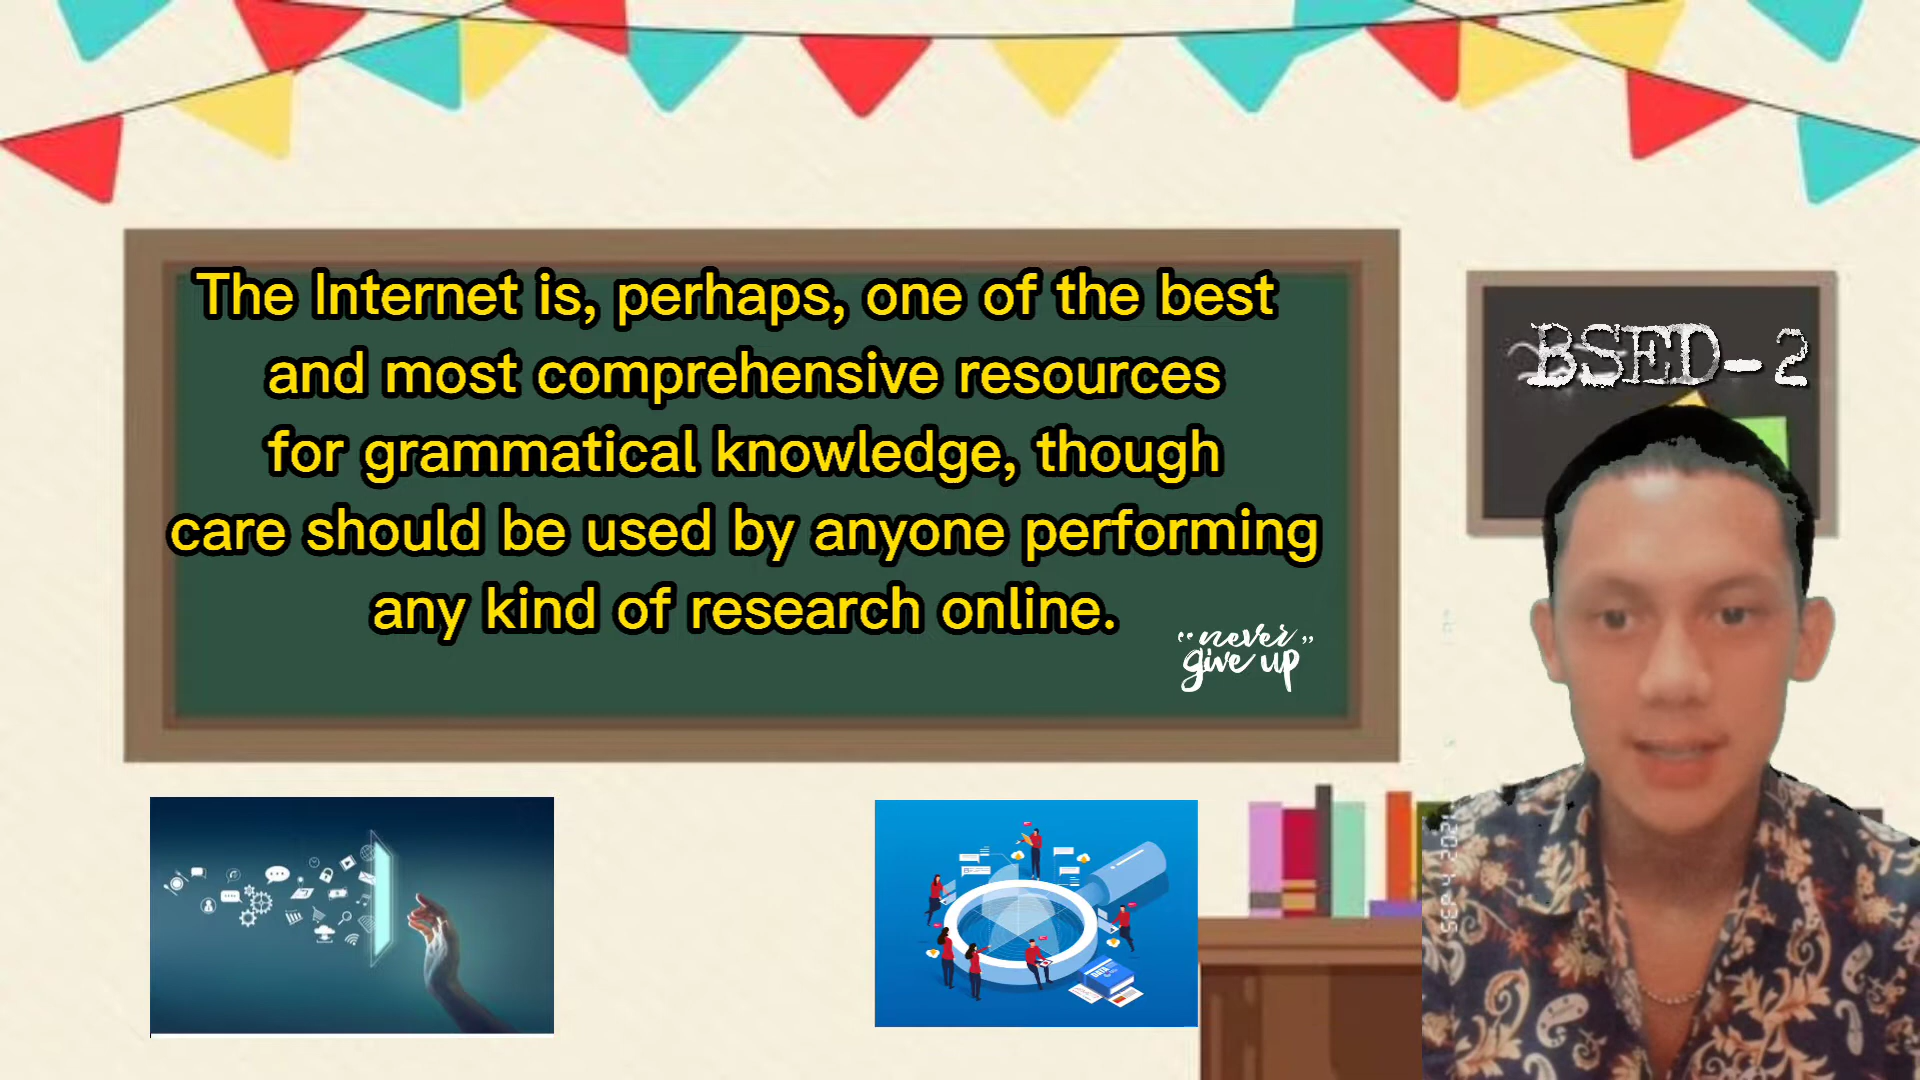 The Internet is, perhaps, one of the best
and most comprehensive resources
for grammatical knowledge, though
care should be used by anyone performing
any kind of research online.
“never”
give up
BSED-2
DATA